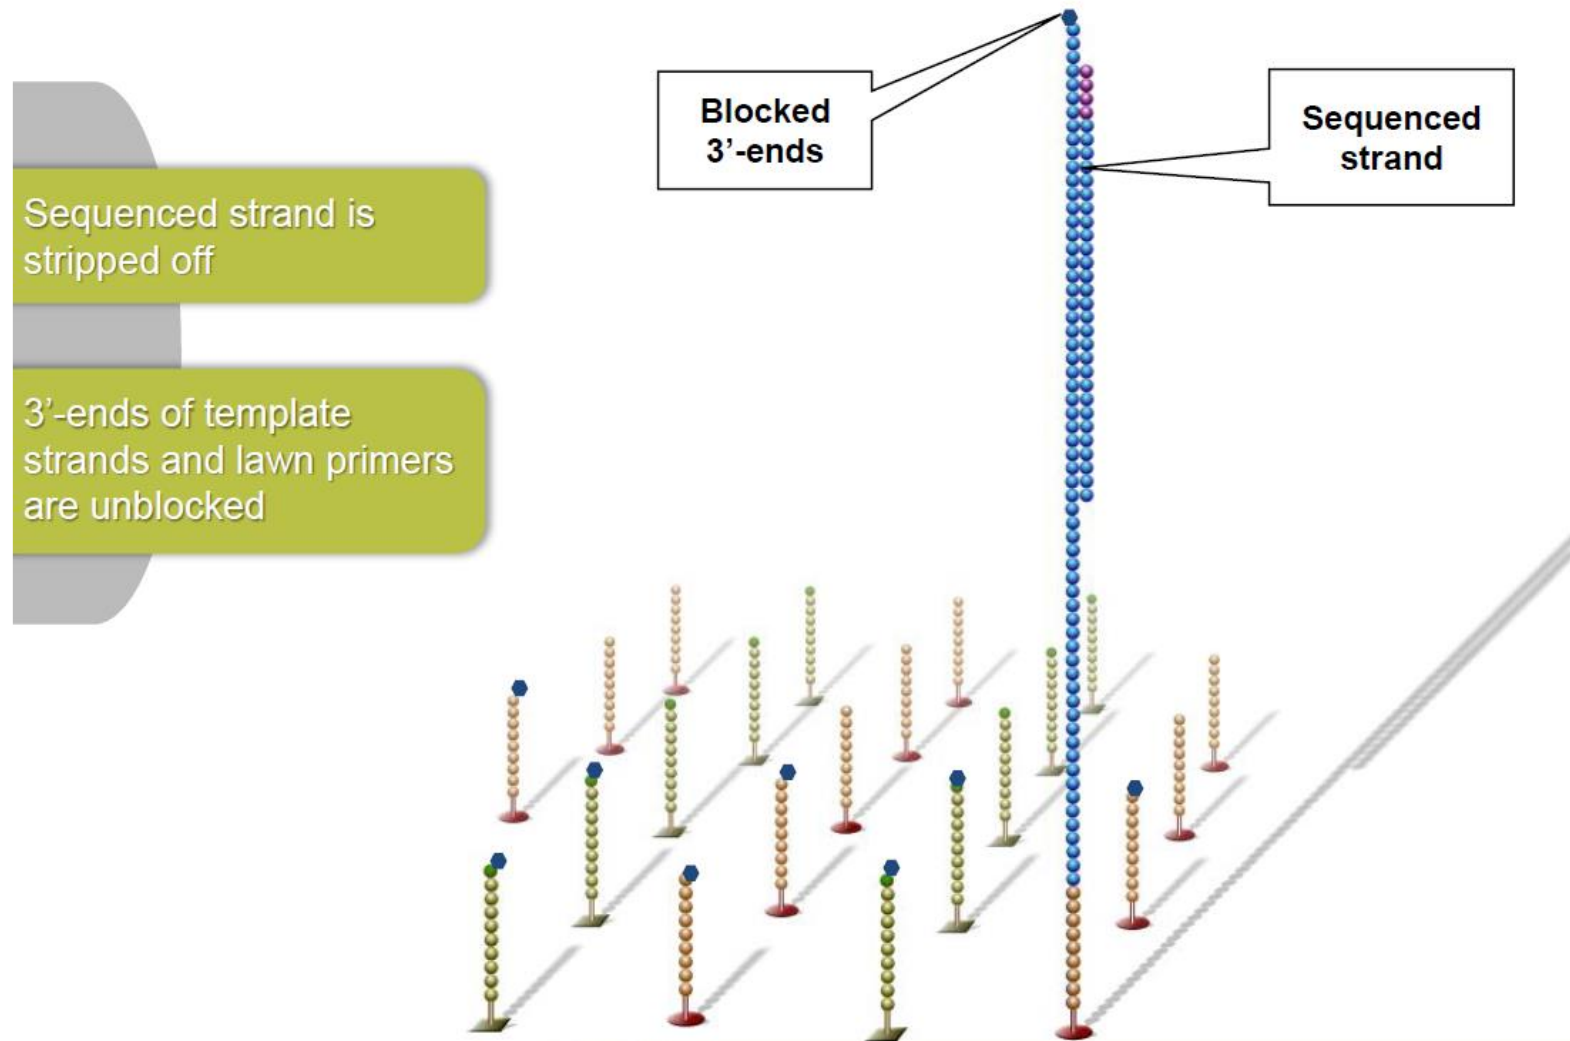 Blocked
3’-ends
Sequenced
strand
Sequenced strand is
stripped off
3’-ends of template
strands and lawn primers
are unblocked